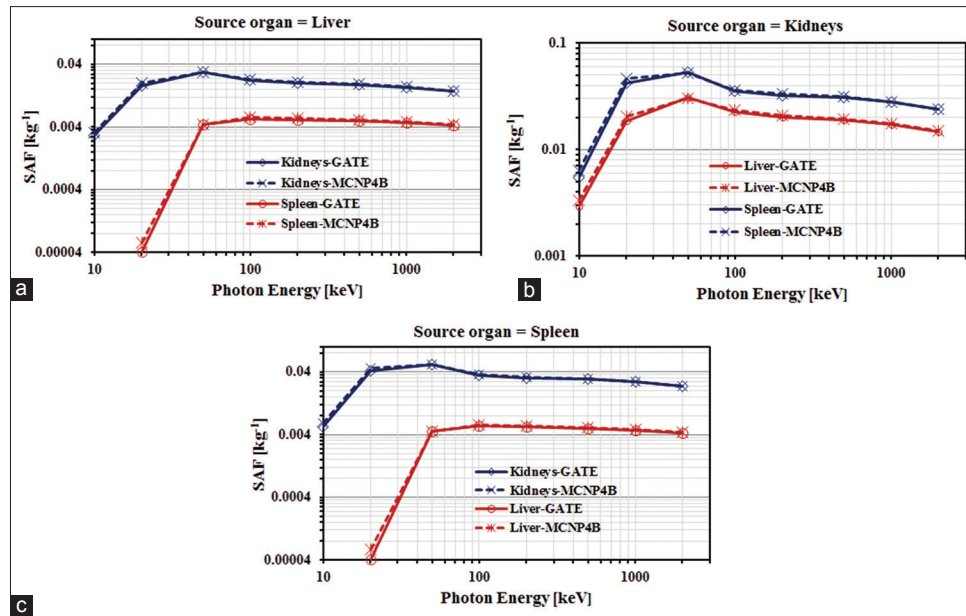 Source organ = Liver
0.04
0.004
0.0004
0.00004
SAF [kg⁻¹]
Kidneys-GATE
Kidneys-MCNP4B
Spleen-GATE
Spleen-MCNP4B
10
100
1000
Photon Energy [keV]
a
Source organ = Kidneys
0.1
0.01
0.001
SAF [kg⁻¹]
Liver-GATE
Liver-MCNP4B
Spleen-GATE
Spleen-MCNP4B
10
100
1000
Photon Energy [keV]
b
Source organ = Spleen
0.04
0.004
0.0004
0.00004
SAF [kg⁻¹]
Kidneys-GATE
Kidneys-MCNP4B
Liver-GATE
Liver-MCNP4B
10
100
1000
Photon Energy [keV]
c